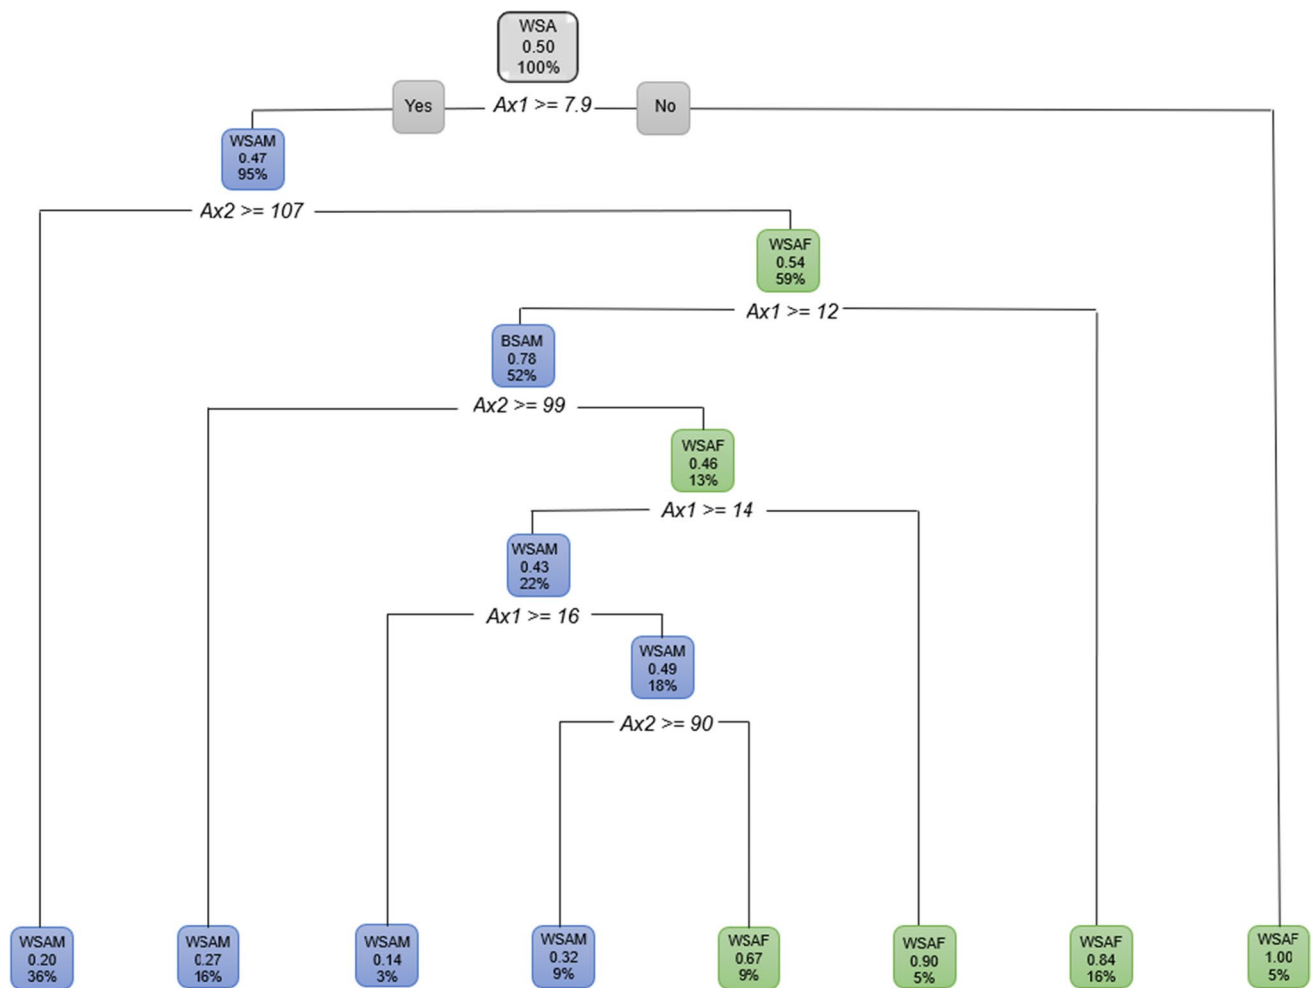 WSA
0.50
100%
Yes
Ax1 >= 7.9
No
WSAM
0.47
95%
Ax2 >= 107
WSAF
0.54
59%
Ax1 >= 12
BSAM
0.78
52%
Ax2 >= 99
WSAF
0.46
13%
Ax1 >= 14
WSAM
0.43
22%
Ax1 >= 16
WSAM
0.49
18%
Ax2 >= 90
WSAM
0.20
36%
WSAM
0.27
16%
WSAM
0.14
3%
WSAM
0.32
9%
WSAF
0.67
9%
WSAF
0.90
5%
WSAF
0.84
16%
WSAF
1.00
5%